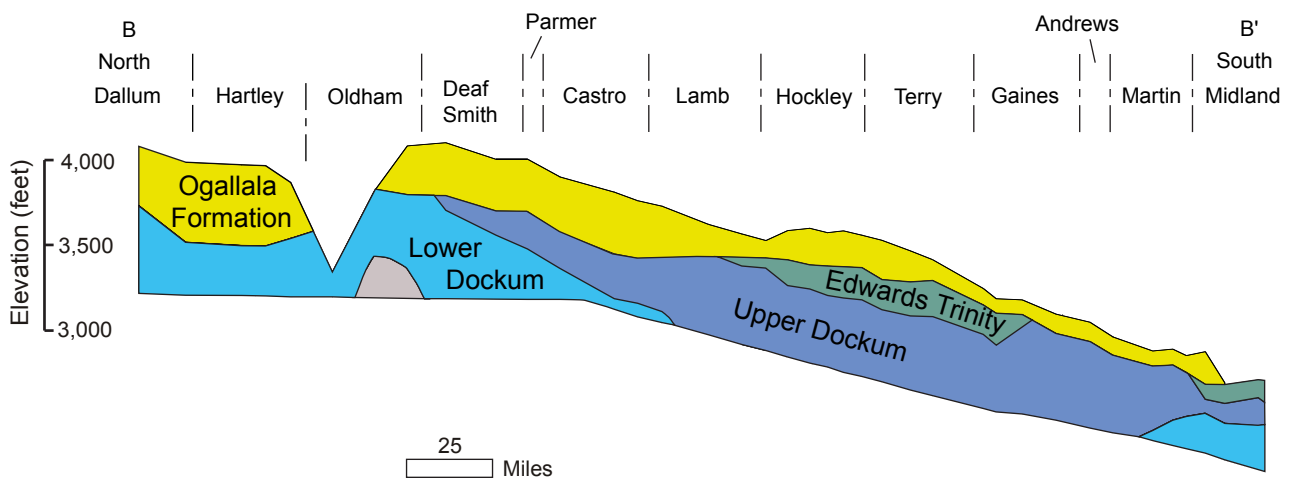 B
North
Parmer
Andrews
B'
South
Dallum
Hartley
Oldham
Deaf
Smith
Castro
Lamb
Hockley
Terry
Gaines
Martin
Midland
Elevation (feet)
4,000
3,500
3,000
Ogallala
Formation
Lower
Dockum
Edwards Trinity
Upper Dockum
25
Miles